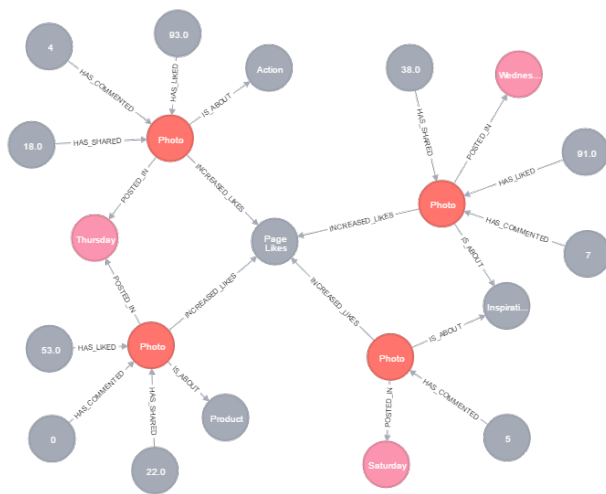 4
93.0
Action
38.0
Wednes...
HAS_COMMENTED
HAS_LIKED
IS_ABOUT
HAS_SHARED
POSTED_IN
18.0
HAS_SHARED
Photo
91.0
HAS_LIKED
POSTED_IN
INCREASED_LIKES
Photo
Thursday
Page
Likes
INCREASED_LIKES
HAS_COMMENTED
7
IS_ABOUT
POSTED_IN
INCREASED_LIKES
INCREASED_LIKES
Inspirati...
53.0
HAS_LIKED
Photo
Photo
IS_ABOUT
HAS_COMMENTED
IS_ABOUT
HAS_SHARED
Product
POSTED_IN
HAS_COMMENTED
0
22.0
Saturday
5